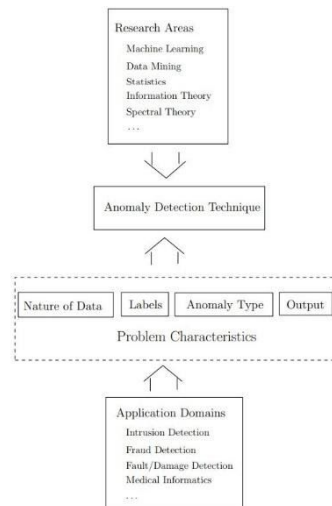 Research Areas
Machine Learning
Data Mining
Statistics
Information Theory
Spectral Theory
...
Anomaly Detection Technique
Nature of Data Labels Anomaly Type Output
Problem Characteristics
Application Domains
Intrusion Detection
Fraud Detection
Fault/Damage Detection
Medical Informatics
...